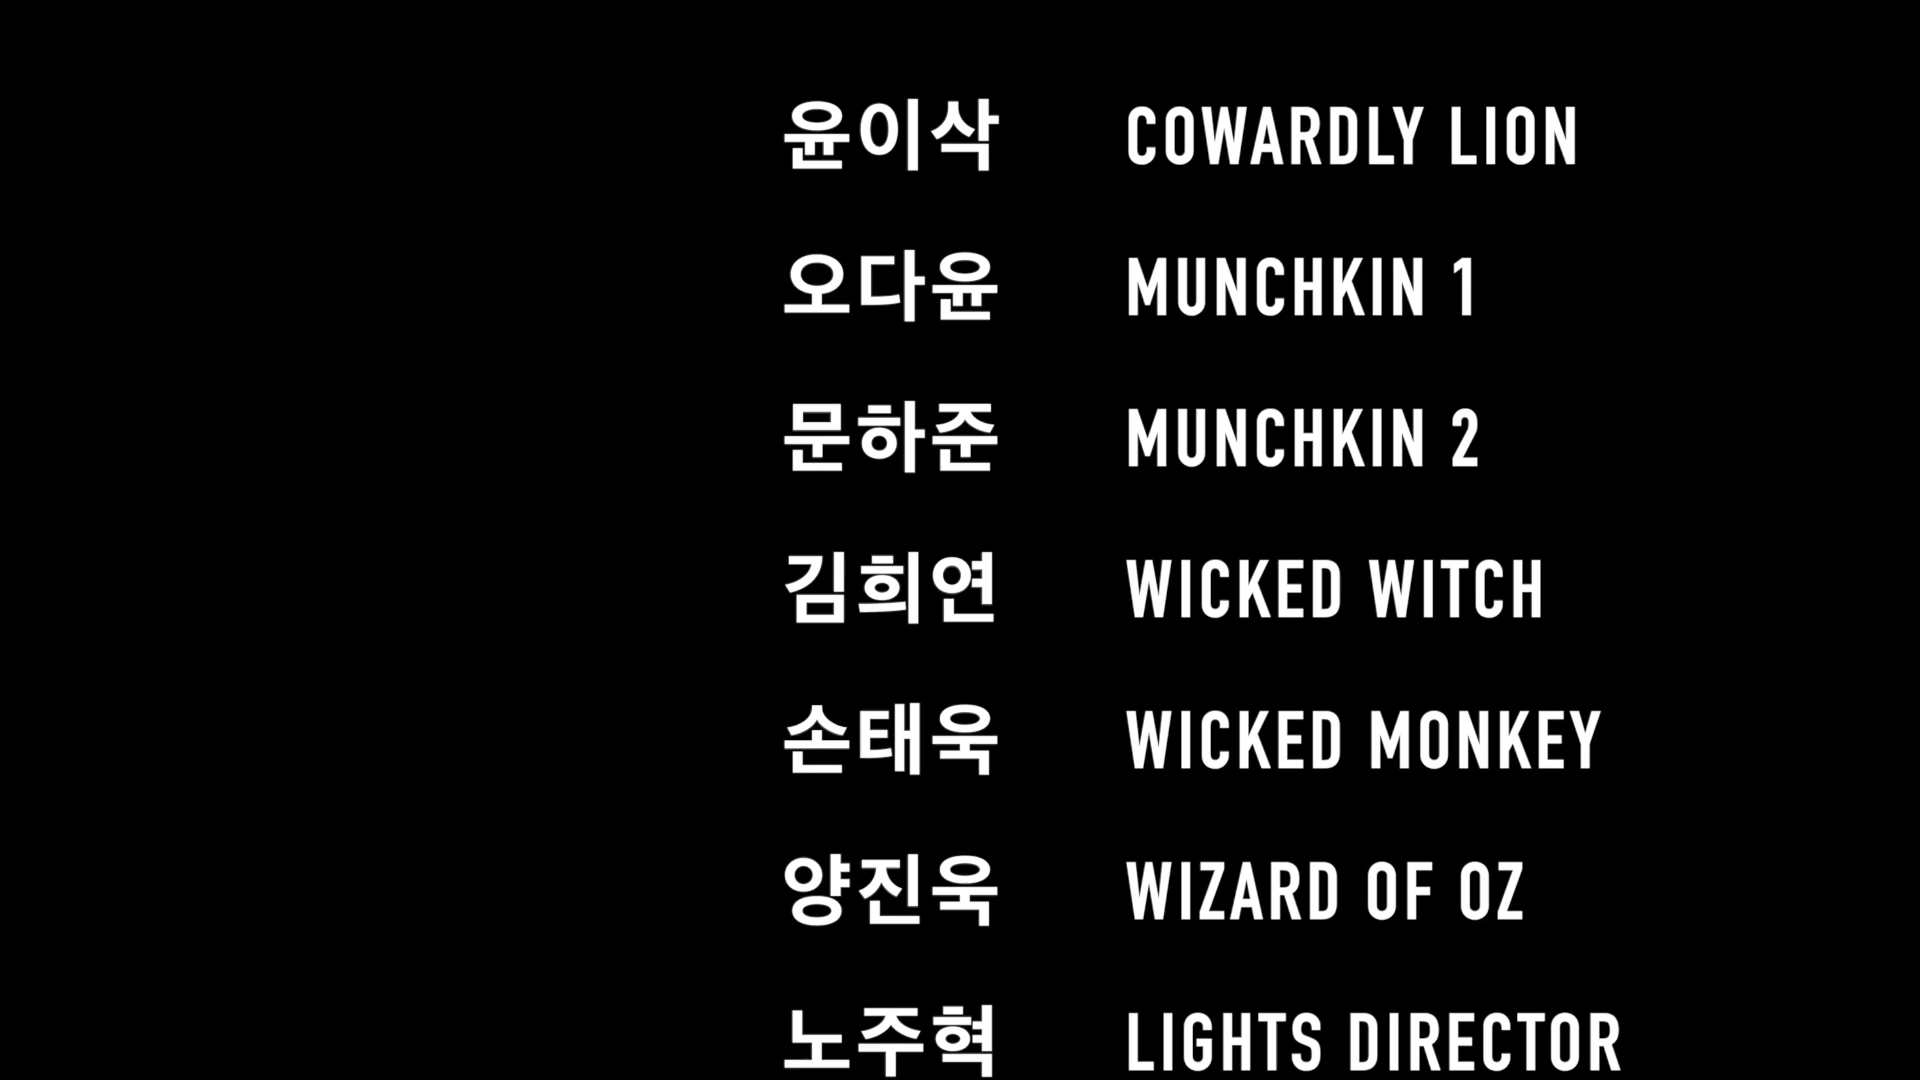 윤이삭 COWARDLY LION
오다윤 MUNCHKIN 1
문하준 MUNCHKIN 2
김희연 WICKED WITCH
손태욱 WICKED MONKEY
양진욱 WIZARD OF OZ
노주혁 LIGHTS DIRECTOR